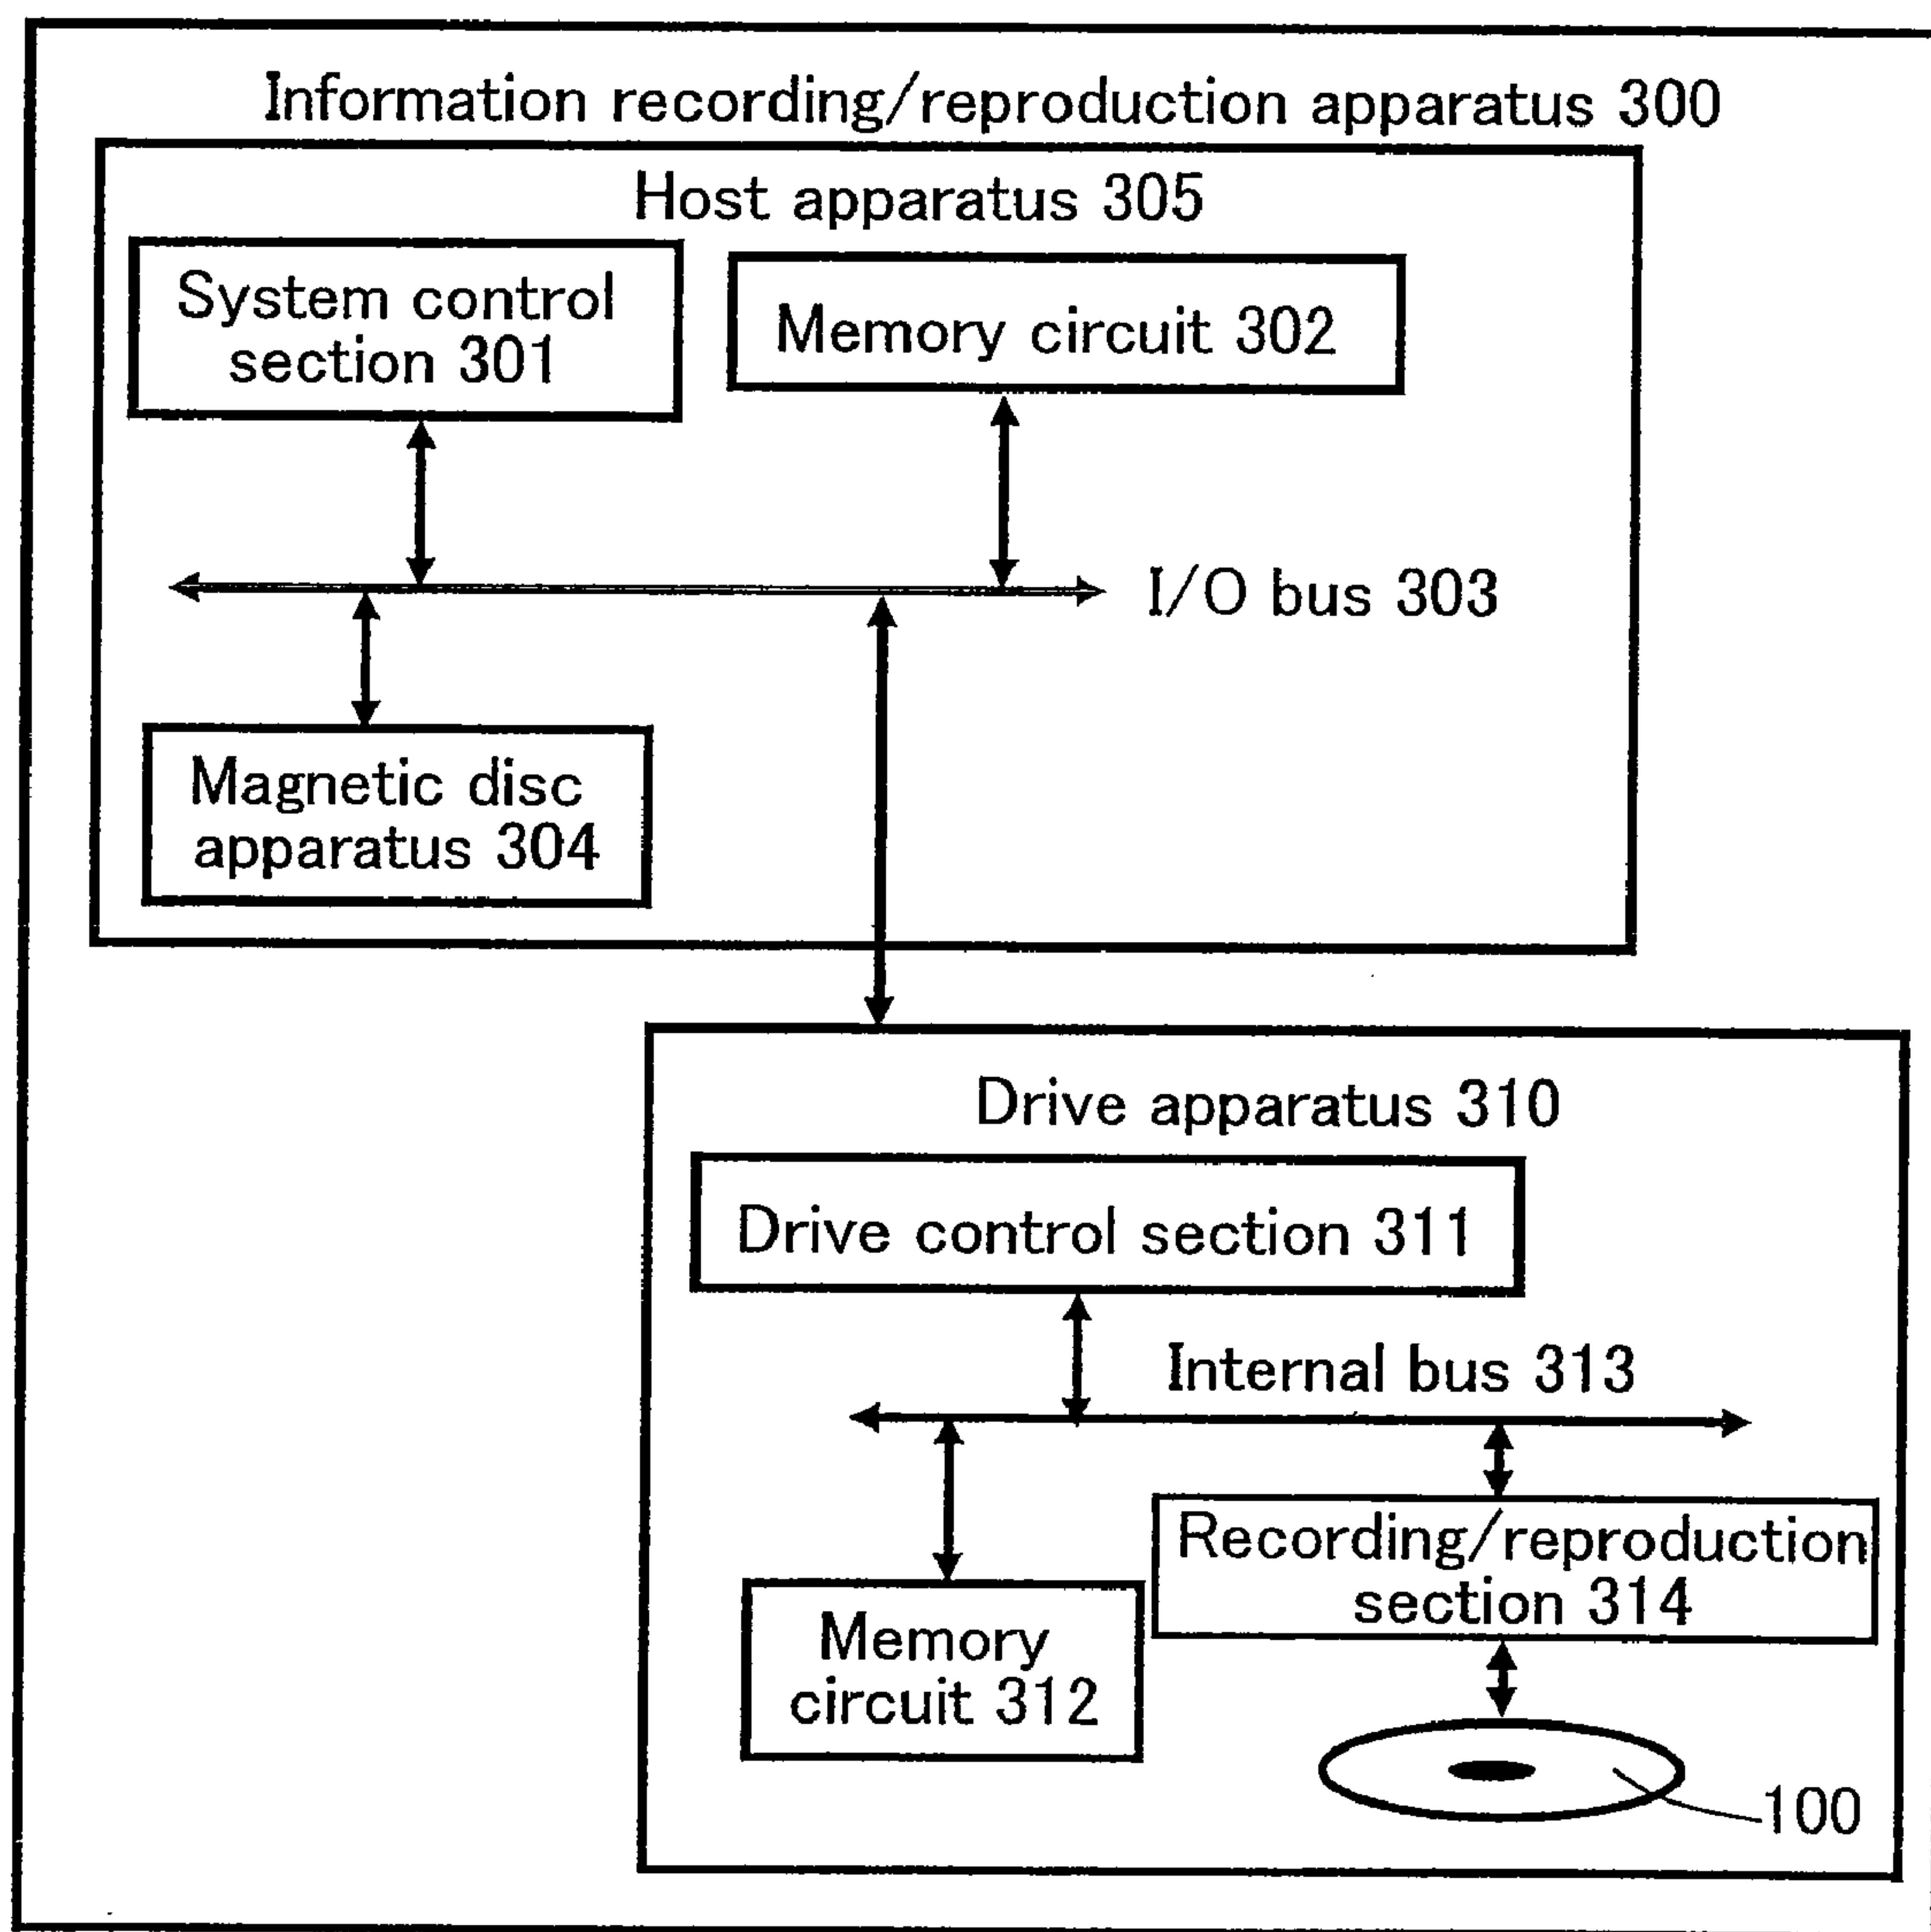 Information recording/reproduction apparatus 300
Host apparatus 305
System control
section 301
Memory circuit 302
I/O bus 303
Magnetic disc
apparatus 304
Drive apparatus 310
Drive control section 311
Internal bus 313
Recording/reproduction
section 314
Memory
circuit 312
100